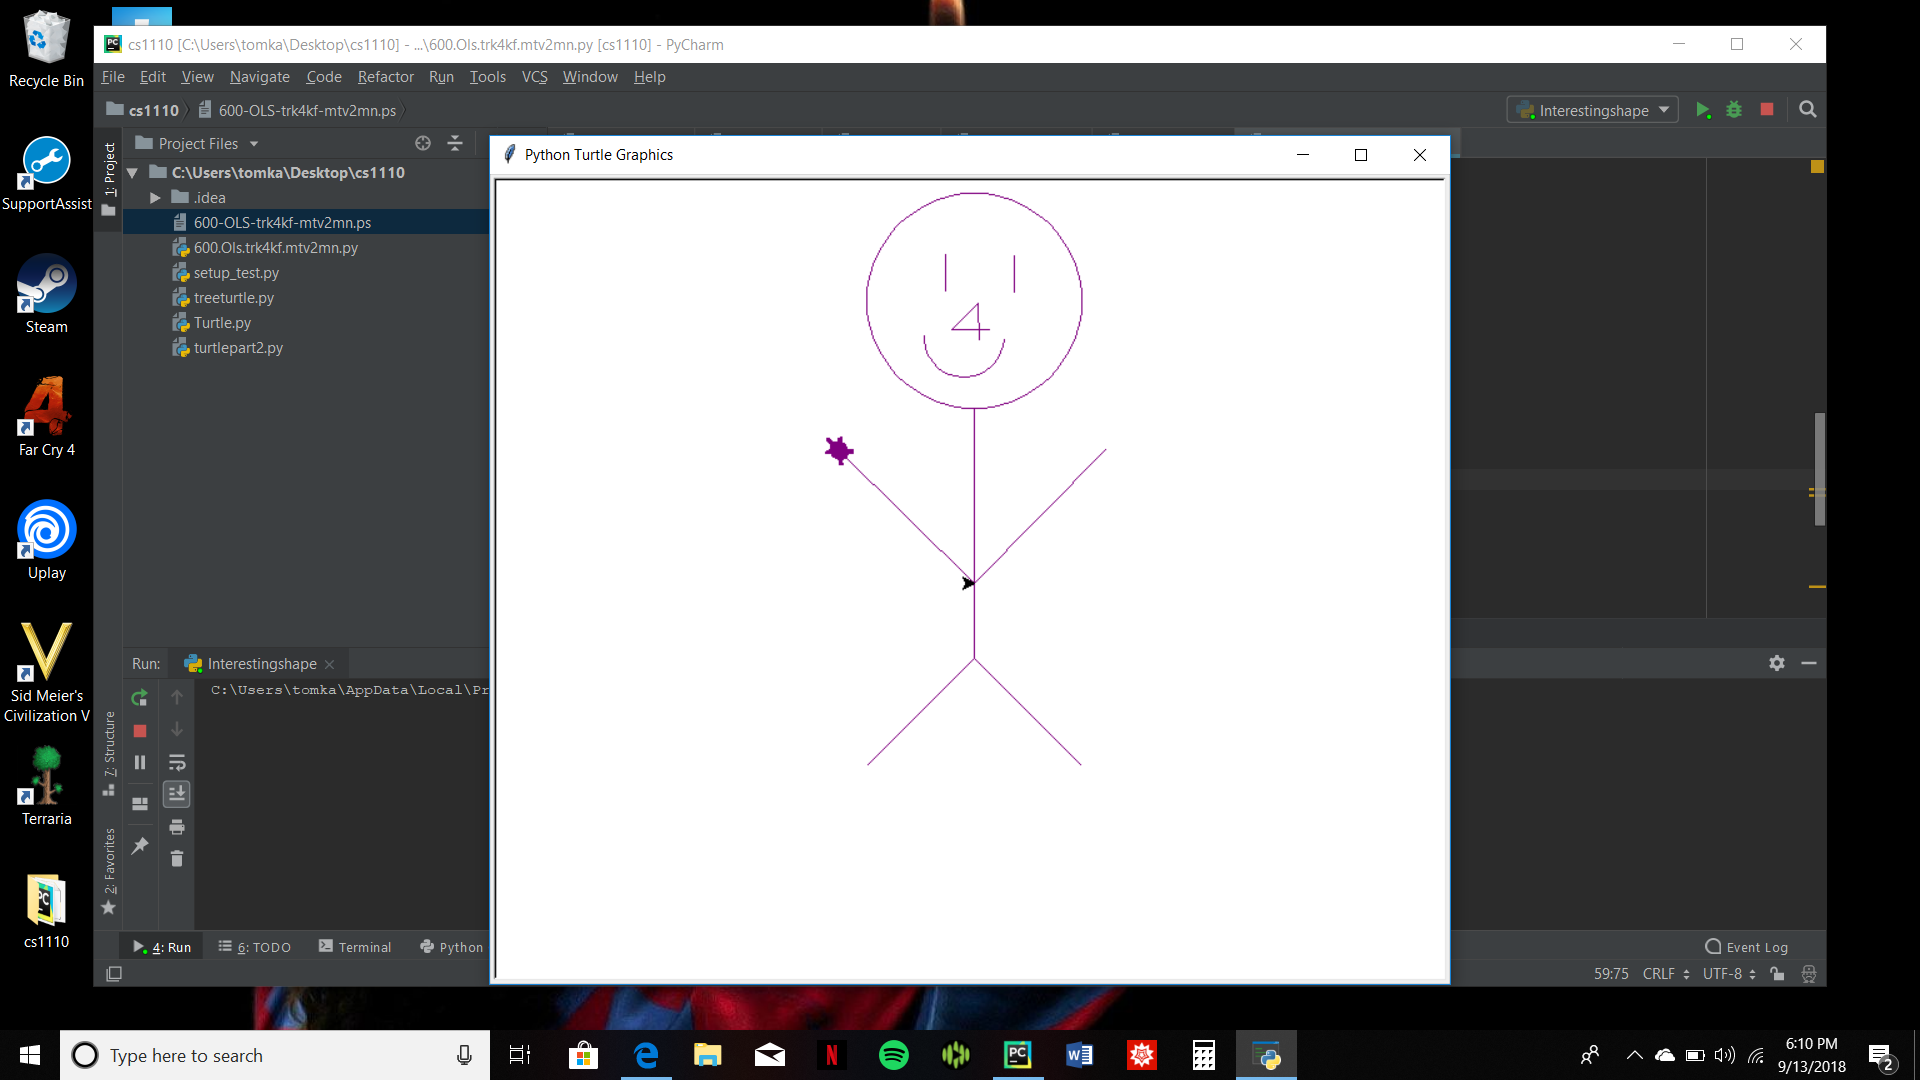 Recycle Bin
SupportAssist
Steam
Far Cry 4
Uplay
Sid Meier's
Civilization V
Terraria
cs1110
cs1110 [C:\Users\tomka\Desktop\cs1110] - ...\600.Ols.trk4kf.mtv2mn.py [cs1110] - PyCharm
File Edit View Navigate Code Refactor Run Tools VCS Window Help
cs1110 600-OLS-trk4kf-mtv2mn.ps Interestingshape
1: Project
Project Files
C:\Users\tomka\Desktop\cs1110
.idea
600-OLS-trk4kf-mtv2mn.ps
600.Ols.trk4kf.mtv2mn.py
setup_test.py
treeturtle.py
Turtle.py
turtlepart2.py
Python Turtle Graphics
4
Run: Interestingshape
C:\Users\tomka\AppData\Local\Pr
7: Structure
2: Favorites
4: Run 6: TODO Terminal Python Event Log
59:75 CRLF UTF-8
Type here to search
6:10 PM
9/13/2018
2